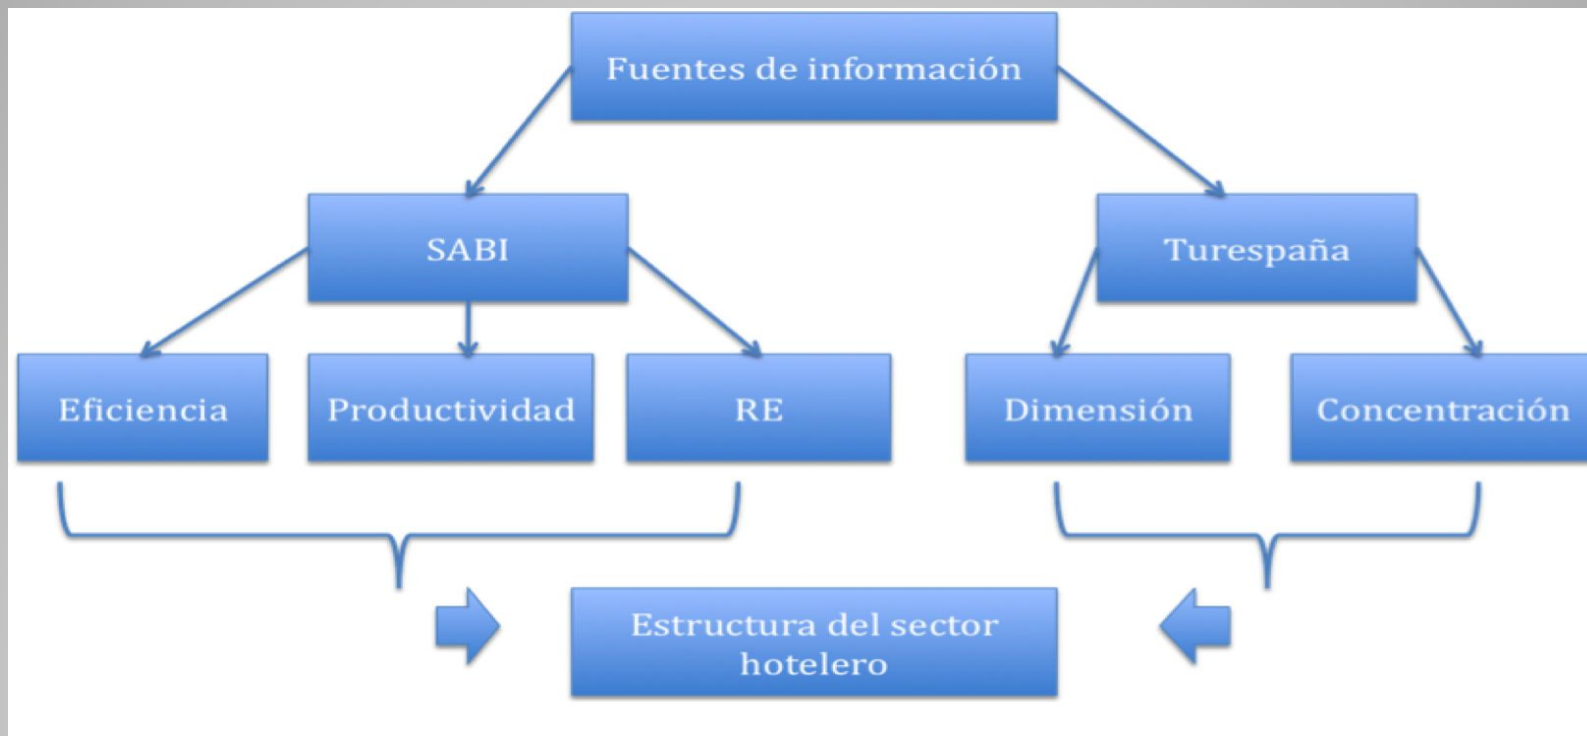 Fuentes de información
SABI
Turespaña
Eficiencia
Productividad
RE
Dimensión
Concentración
Estructura del sector
hotelero